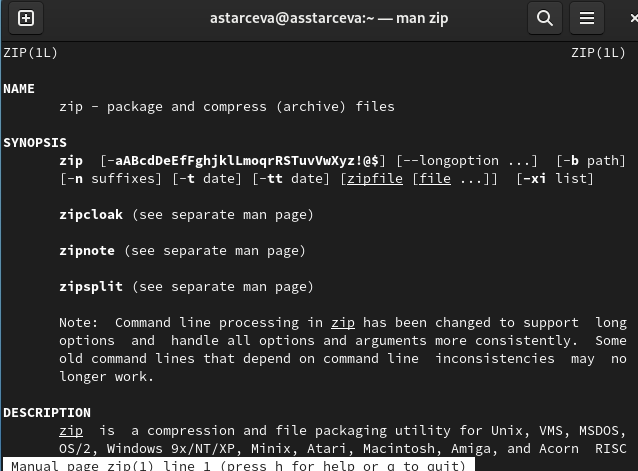 astarceva@asstarceva:~ — man zip
ZIP(1L) ZIP(1L)
NAME
zip - package and compress (archive) files
SYNOPSIS
zip [-aABcdDeEfFghjklLmoqrRSTuvVwXyz!@$] [--longoption ...] [-b path]
[-n suffixes] [-t date] [-tt date] [zipfile [file ...]] [-xi list]
zipcloak (see separate man page)
zipnote (see separate man page)
zipsplit (see separate man page)
Note: Command line processing in zip has been changed to support long
options and handle all options and arguments more consistently. Some
old command lines that depend on command line inconsistencies may no
longer work.
DESCRIPTION
zip is a compression and file packaging utility for Unix, VMS, MSDOS,
OS/2, Windows 9x/NT/XP, Minix, Atari, Macintosh, Amiga, and Acorn RISC
Manual page zip(1) line 1 (press h for help or q to quit)